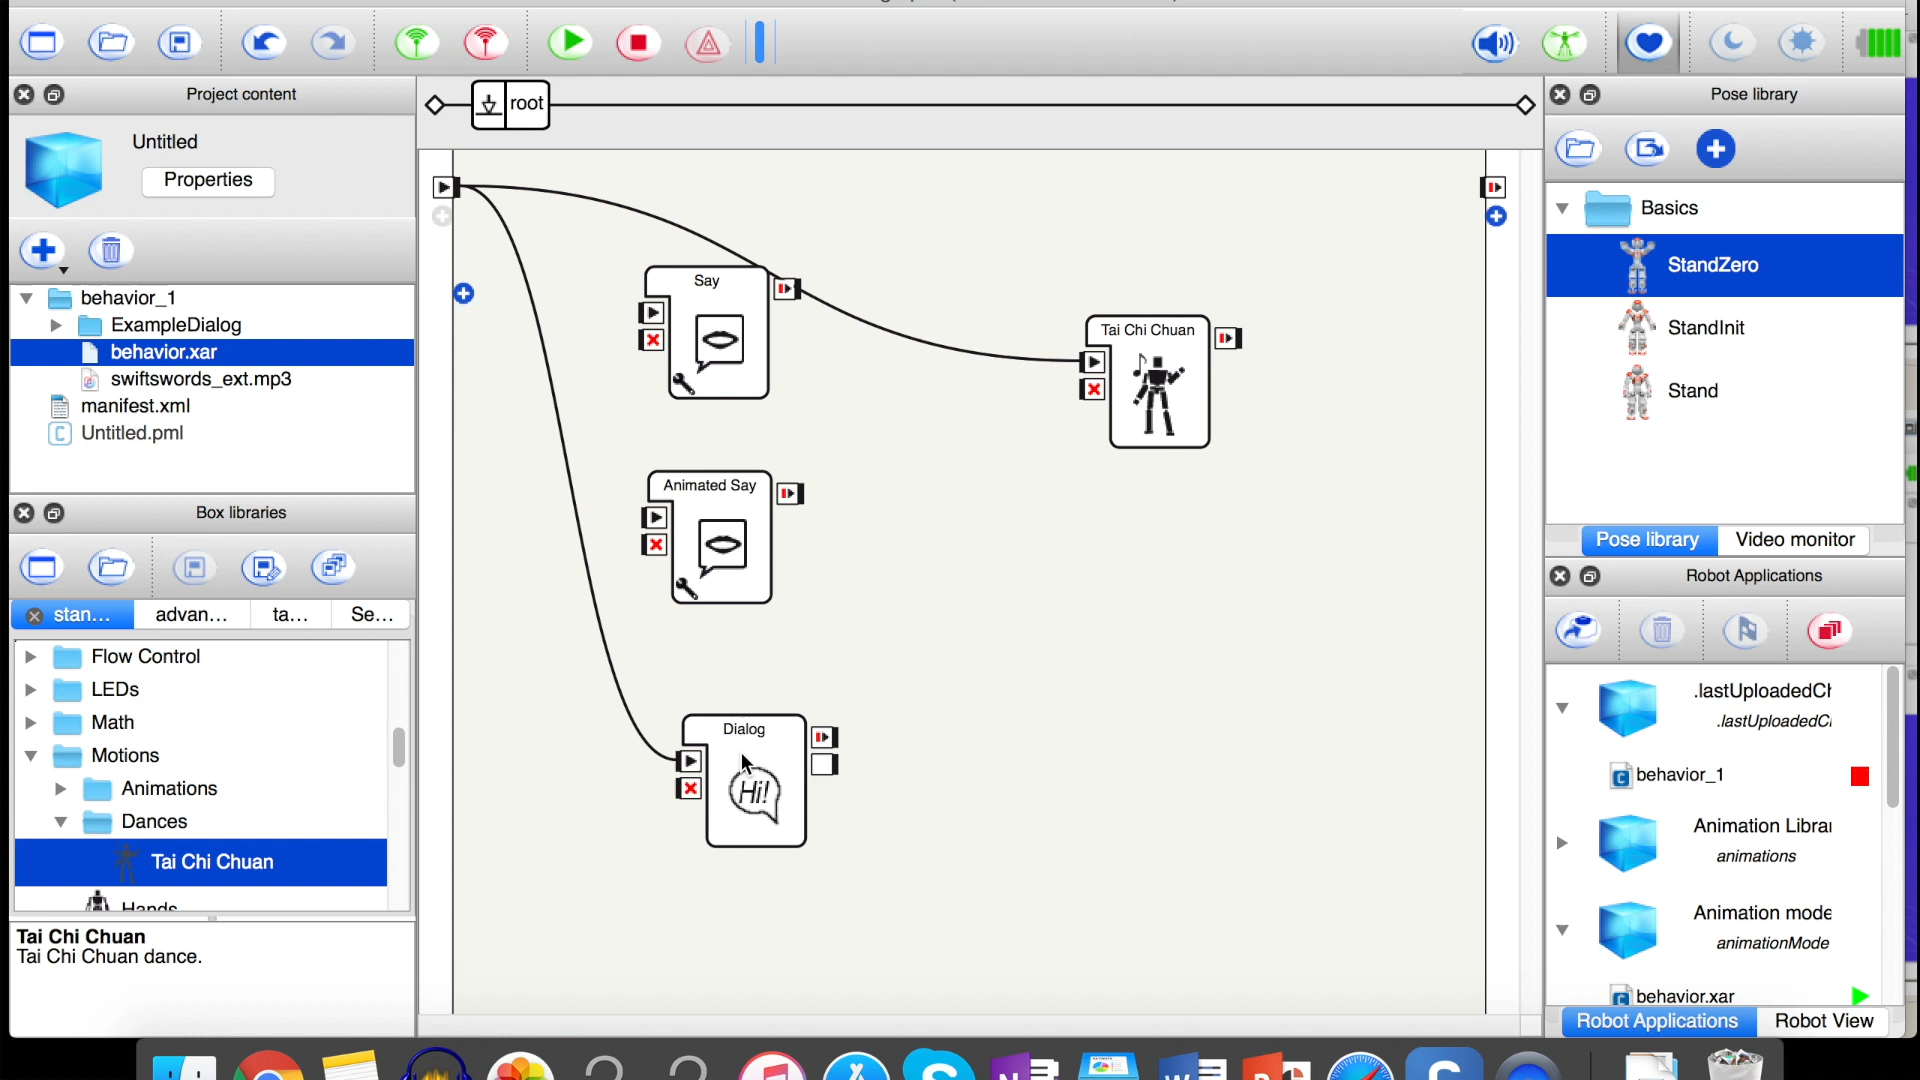 root
Project content
Untitled
Properties
behavior_1
ExampleDialog
behavior.xar
swiftswords_ext.mp3
manifest.xml
Untitled.pml
Box libraries
stan...
advan...
ta...
Se...
Flow Control
LEDs
Math
Motions
Animations
Dances
Tai Chi Chuan
Hands
Tai Chi Chuan
Tai Chi Chuan dance.
Say
Animated Say
Dialog
Hi!
Tai Chi Chuan
Pose library
Basics
StandZero
StandInit
Stand
Pose library
Video monitor
Robot Applications
.lastUploadedCh
.lastUploadedCl
behavior_1
Animation Librar
animations
Animation mode
animationMode
behavior.xar
Robot Applications
Robot View